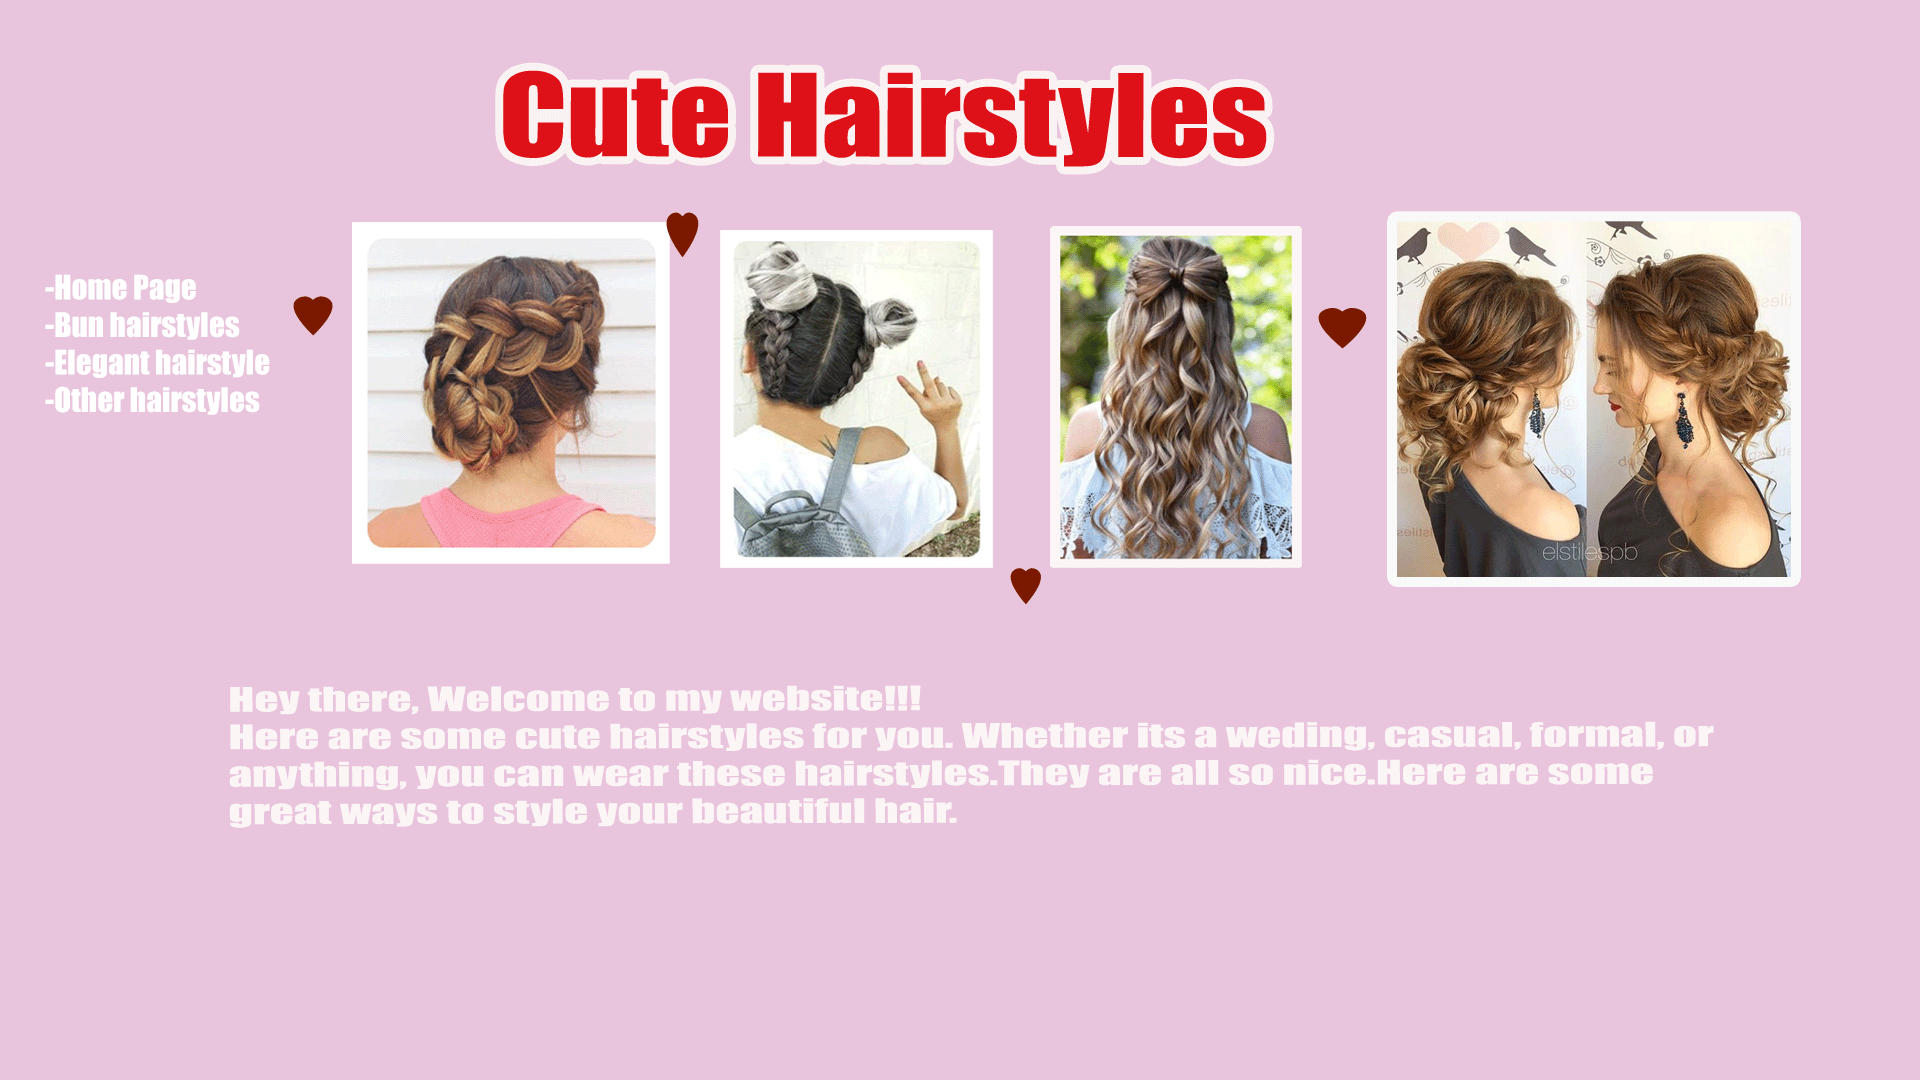 Cute Hairstyles
-Home Page
-Bun hairstyles
-Elegant hairstyle
-Other hairstyles
elstilespb
Hey there, Welcome to my website!!!
Here are some cute hairstyles for you. Whether its a weding, casual, formal, or
anything, you can wear these hairstyles.They are all so nice.Here are some
great ways to style your beautiful hair.